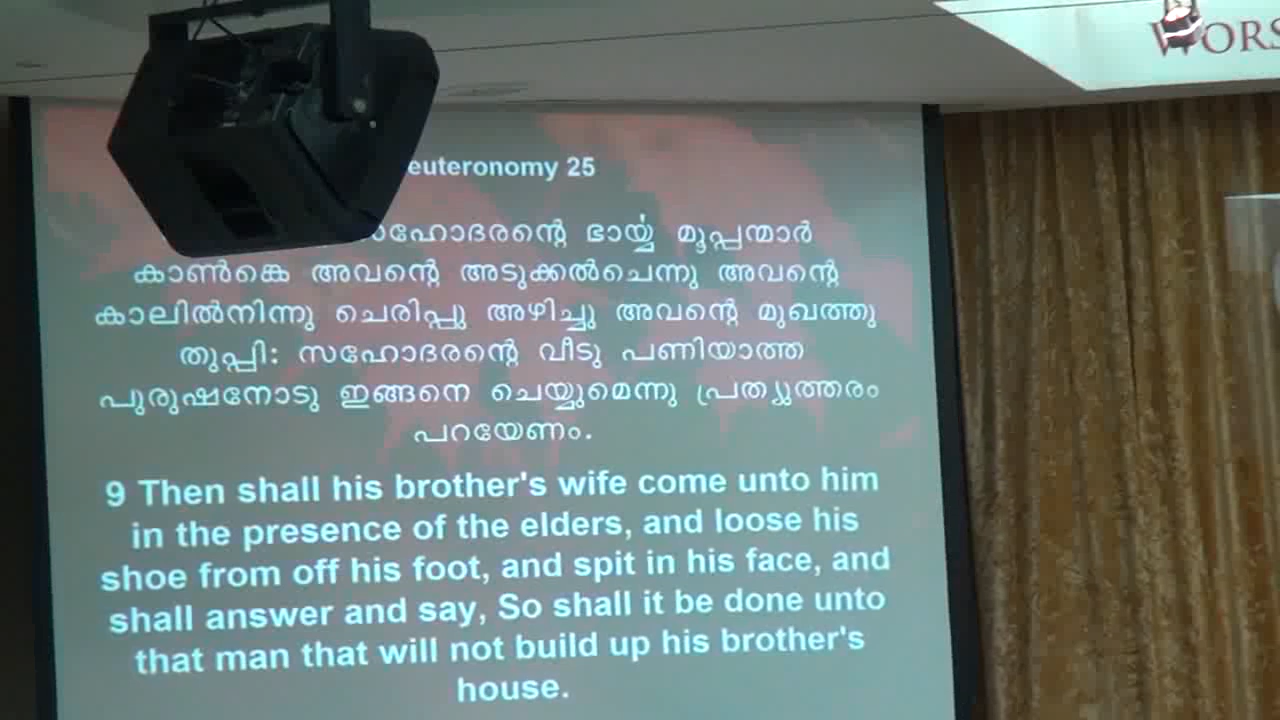 WORS
euteronomy 25
സഹോദരന്റെ ഭാൎയ്യ മൂപ്പന്മാർ
കാൺങ്കെ അവന്റെ അടുക്കൽചെന്നു അവന്റെ
കാലിൽനിന്നു ചെരിപ്പു അഴിച്ചു അവന്റെ മുഖത്തു
തുപ്പി: സഹോദരന്റെ വീടു പണിയാത്ത
പുരുഷനോടു ഇങ്ങനെ ചെയ്യുമെന്നു പ്രത്യുത്തരം
പറയേണം.
9 Then shall his brother's wife come unto him
in the presence of the elders, and loose his
shoe from off his foot, and spit in his face, and
shall answer and say, So shall it be done unto
that man that will not build up his brother's
house.